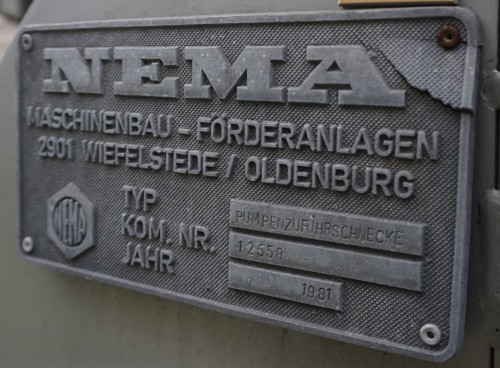 NEMA
MASCHINENBAU - FÖRDERANLAGEN
2901 WIEFELSTEDE / OLDENBURG
NEMA
TYP PUMPENZUFÜHRSCHNECKE
KOM. NR. 12558
JAHR 1981